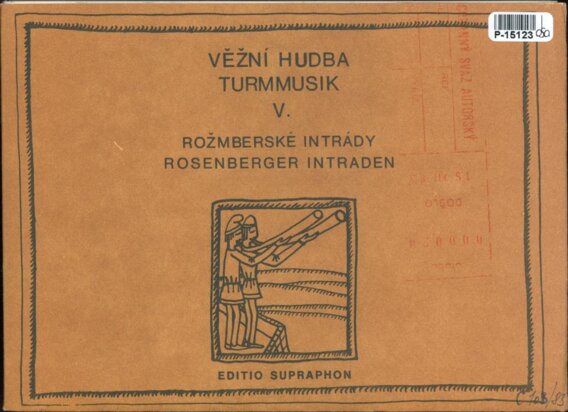 P-15123
VĚŽNÍ HUDBA
TURMMUSIK
V.
ROŽMBERSKÉ INTRÁDY
ROSENBERGER INTRADEN
EDITIO SUPRAPHON